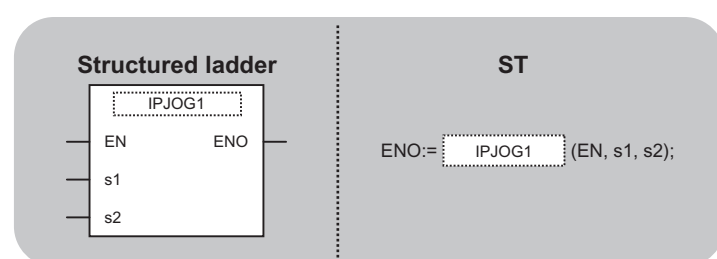 Structured ladder
IPJOG1
EN ENO
s1
s2
ST
ENO:= IPJOG1 (EN, s1, s2);